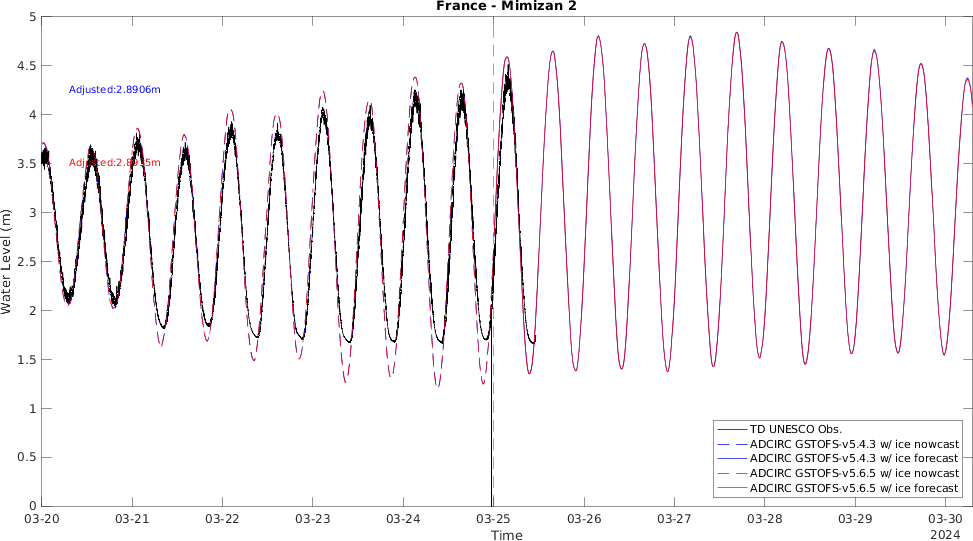 France - Mimizan 2
5
4.5
4
3.5
3
2.5
2
1.5
1
0.5
0
Water Level (m)
Adjusted:2.8906m
03-20
03-21
03-22
03-23
03-24
03-25
03-26
03-27
03-28
03-29
03-30
2024
Time
TD UNESCO Obs.
ADCIRC GSTOFS-v5.4.3 w/ ice nowcast
ADCIRC GSTOFS-v5.4.3 w/ ice forecast
ADCIRC GSTOFS-v5.6.5 w/ ice nowcast
ADCIRC GSTOFS-v5.6.5 w/ ice forecast